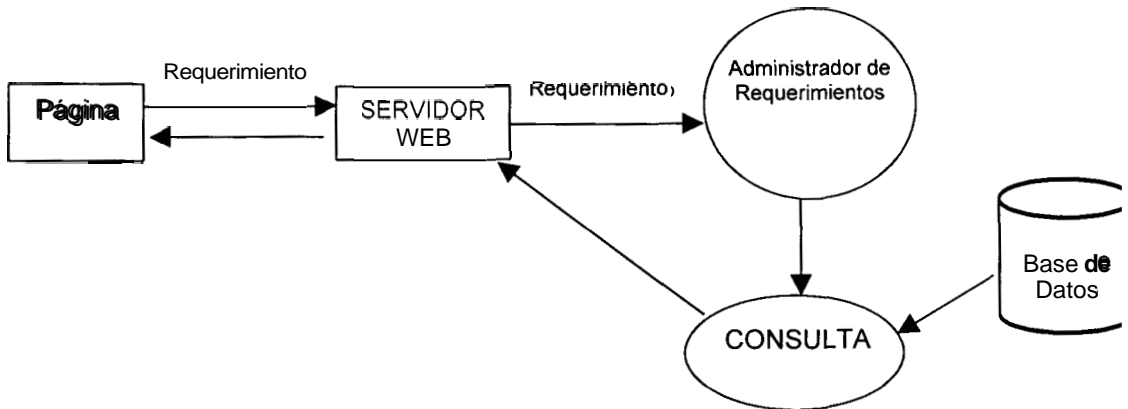 Requerimiento
Página
SERVIDOR
WEB
Requerimiento
Administrador de
Requerimientos
Base de
Datos
CONSULTA